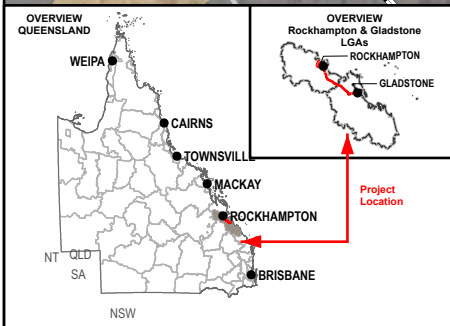 OVERVIEW
QUEENSLAND
WEIPA
CAIRNS
TOWNSVILLE
MACKAY
ROCKHAMPTON
BRISBANE
NT
QLD
SA
NSW
OVERVIEW
Rockhampton & Gladstone
LGAs
ROCKHAMPTON
GLADSTONE
Project
Location